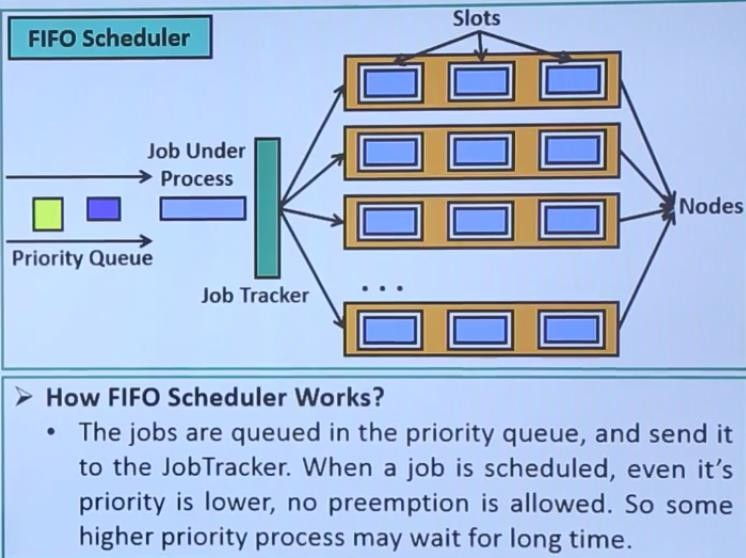 FIFO Scheduler
Slots
Job Under
Process
Nodes
Priority Queue
Job Tracker
. . .
➢ How FIFO Scheduler Works?
• The jobs are queued in the priority queue, and send it
to the JobTracker. When a job is scheduled, even it's
priority is lower, no preemption is allowed. So some
higher priority process may wait for long time.